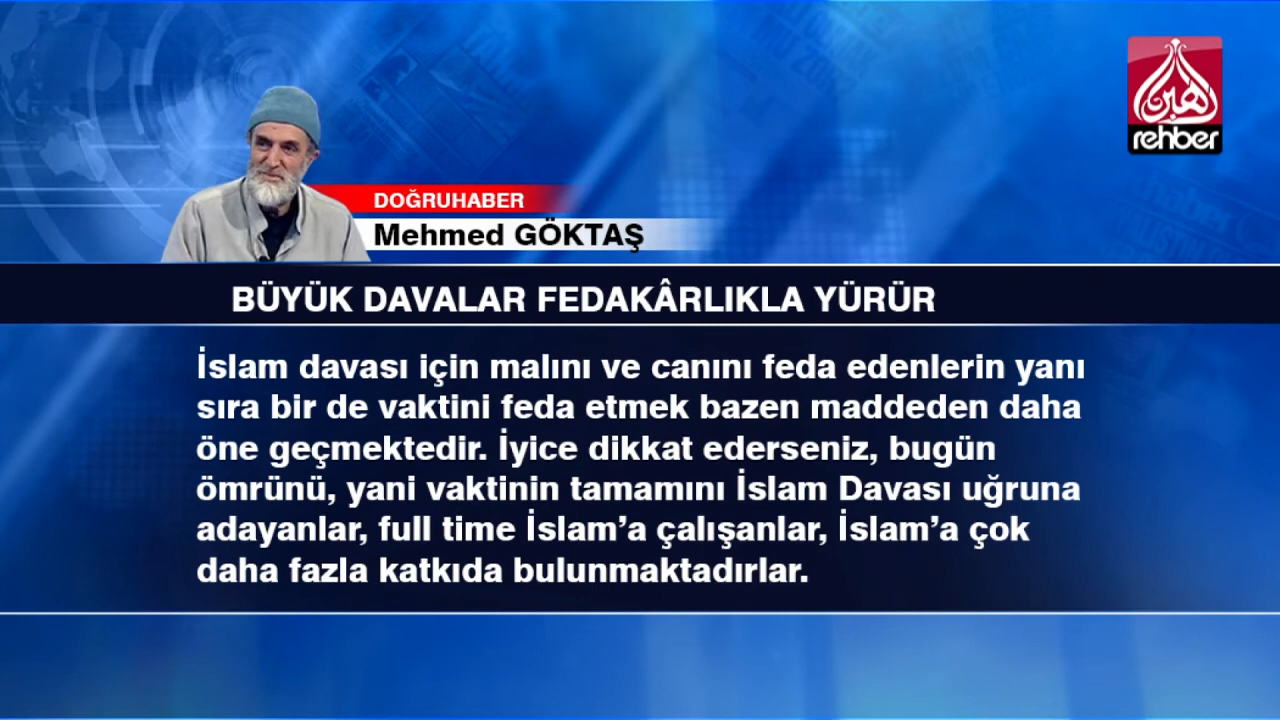 رهبر
rehber
DOĞRUHABER
Mehmed GÖKTAŞ
BÜYÜK DAVALAR FEDAKÂRLIKLA YÜRÜR
İslam davası için malını ve canını feda edenlerin yanı
sıra bir de vaktini feda etmek bazen maddeden daha
öne geçmektedir. İyice dikkat ederseniz, bugün
ömrünü, yani vaktinin tamamını İslam Davası uğruna
adayanlar, full time İslam’a çalışanlar, İslam’a çok
daha fazla katkıda bulunmaktadırlar.